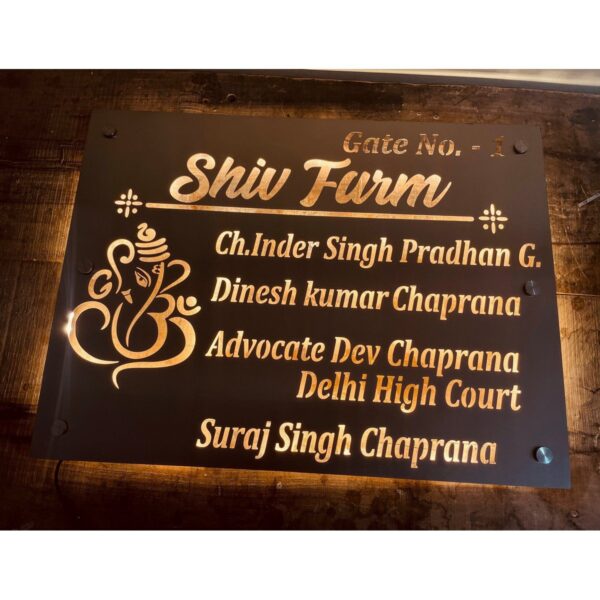 Gate No. - 1
Shiv Farm
Ch.Inder Singh Pradhan G.
Dinesh kumar Chaprana
Advocate Dev Chaprana
Delhi High Court
Suraj Singh Chaprana